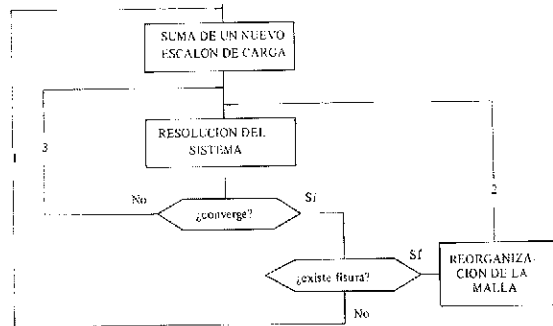 SUMA DE UN NUEVO
ESCALON DE CARGA
RESOLUCION DEL
SISTEMA
3
2
No
Sí
¿converge?
Sí
¿existe fisura?
REORGANIZA-
CION DE LA
MALLA
No